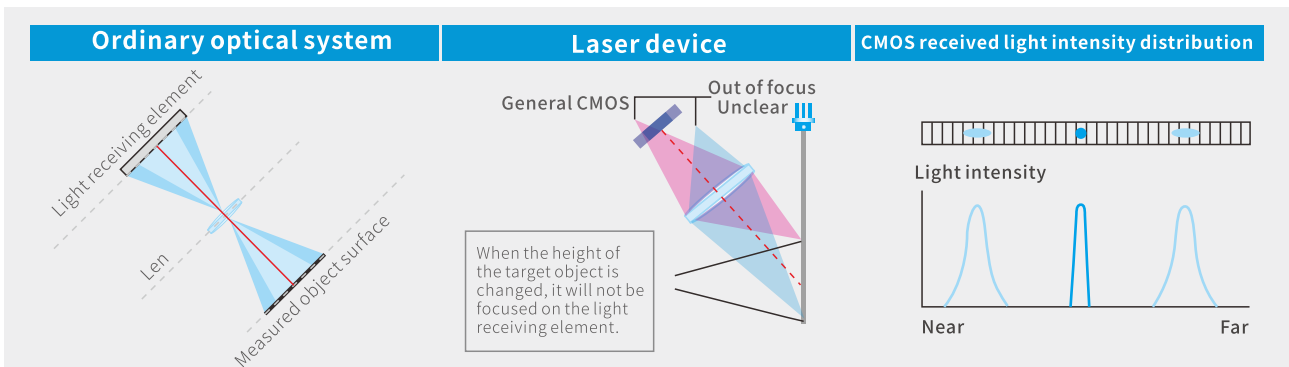 Ordinary optical system
Light receiving element
Len
Measured object surface
Laser device
General CMOS
Out of focus
Unclear
When the height of
the target object is
changed, it will not be
focused on the light
receiving element.
CMOS received light intensity distribution
Light intensity
Near
Far